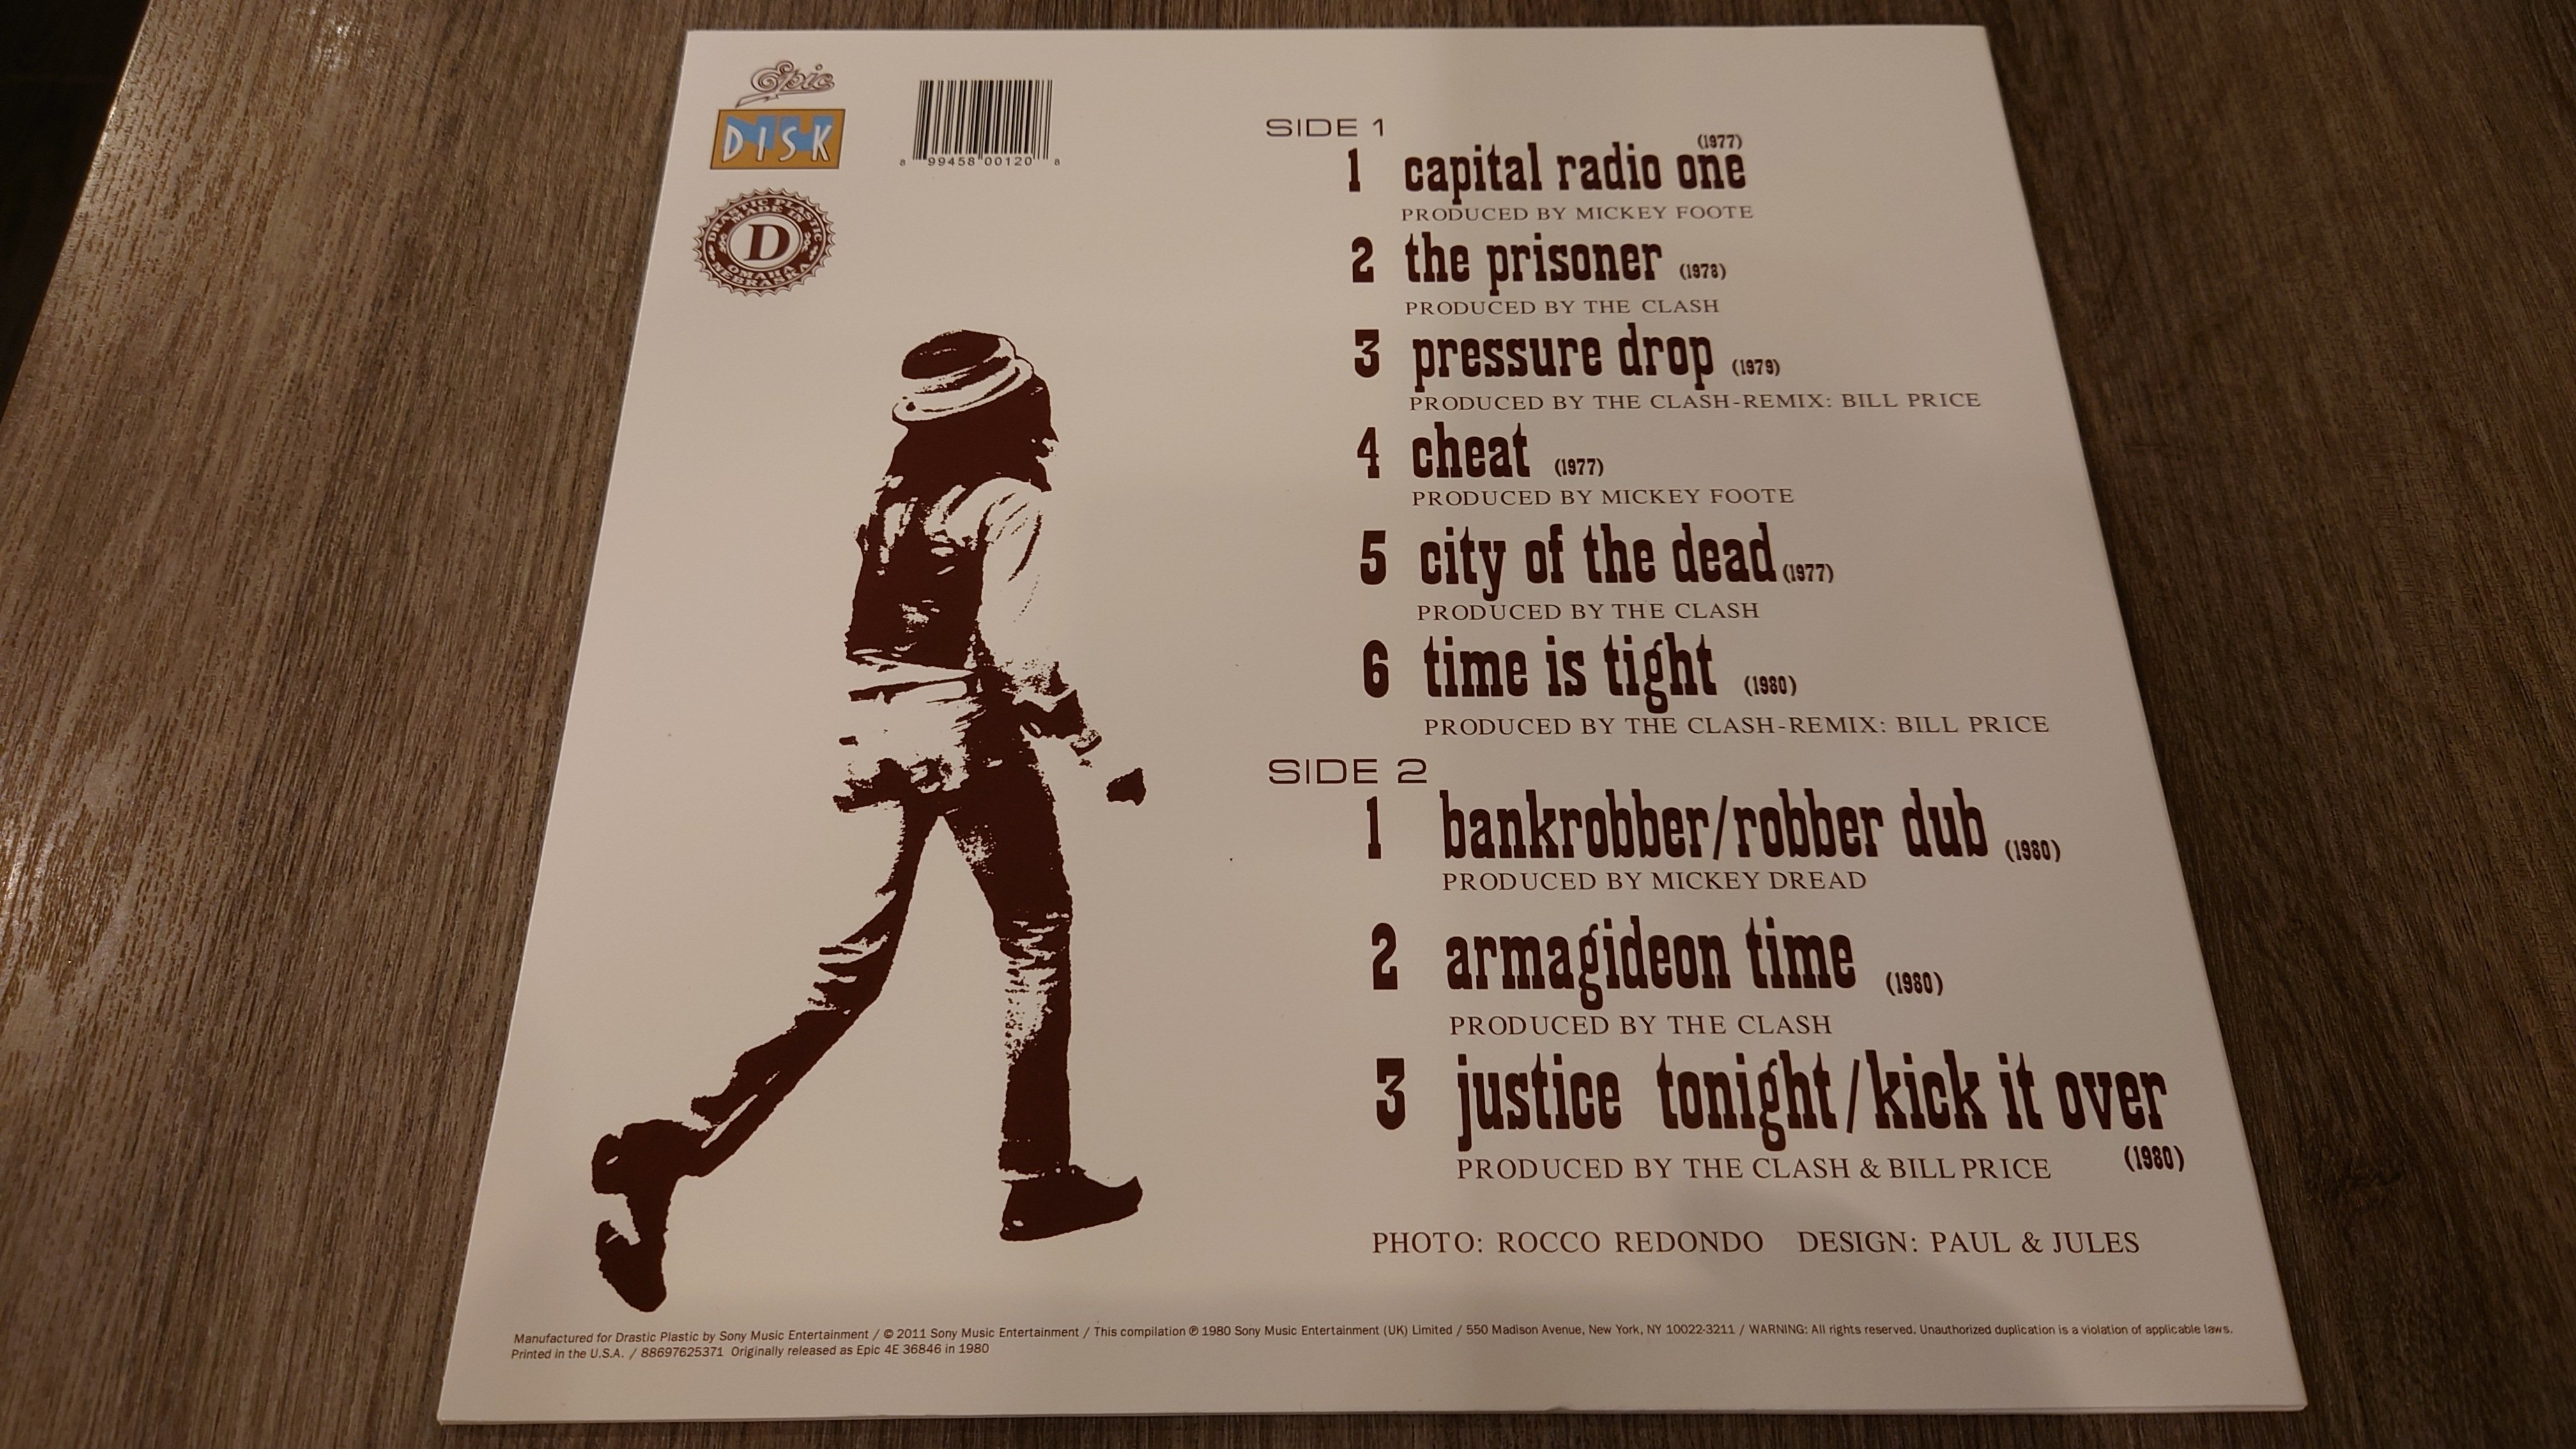 Epic
NU
DISK
8 99458 00120 8
DRASTIC PLASTIC
MADE IN
D
OMAHA
NEBRASKA
SIDE 1
1 capital radio one (1977)
PRODUCED BY MICKEY FOOTE
2 the prisoner (1978)
PRODUCED BY THE CLASH
3 pressure drop (1979)
PRODUCED BY THE CLASH-REMIX: BILL PRICE
4 cheat (1977)
PRODUCED BY MICKEY FOOTE
5 city of the dead (1977)
PRODUCED BY THE CLASH
6 time is tight (1980)
PRODUCED BY THE CLASH-REMIX: BILL PRICE
SIDE 2
1 bankrobber/robber dub (1980)
PRODUCED BY MICKEY DREAD
2 armagideon time (1980)
PRODUCED BY THE CLASH
3 justice tonight/kick it over
(1980)
PRODUCED BY THE CLASH & BILL PRICE
PHOTO: ROCCO REDONDO DESIGN: PAUL & JULES
Manufactured for Drastic Plastic by Sony Music Entertainment / © 2011 Sony Music Entertainment / This compilation ℗ 1980 Sony Music Entertainment (UK) Limited / 550 Madison Avenue, New York, NY 10022-3211 / WARNING: All rights reserved. Unauthorized duplication is a violation of applicable laws.
Printed in the U.S.A. / 88697625371 Originally released as Epic 4E 36846 in 1980